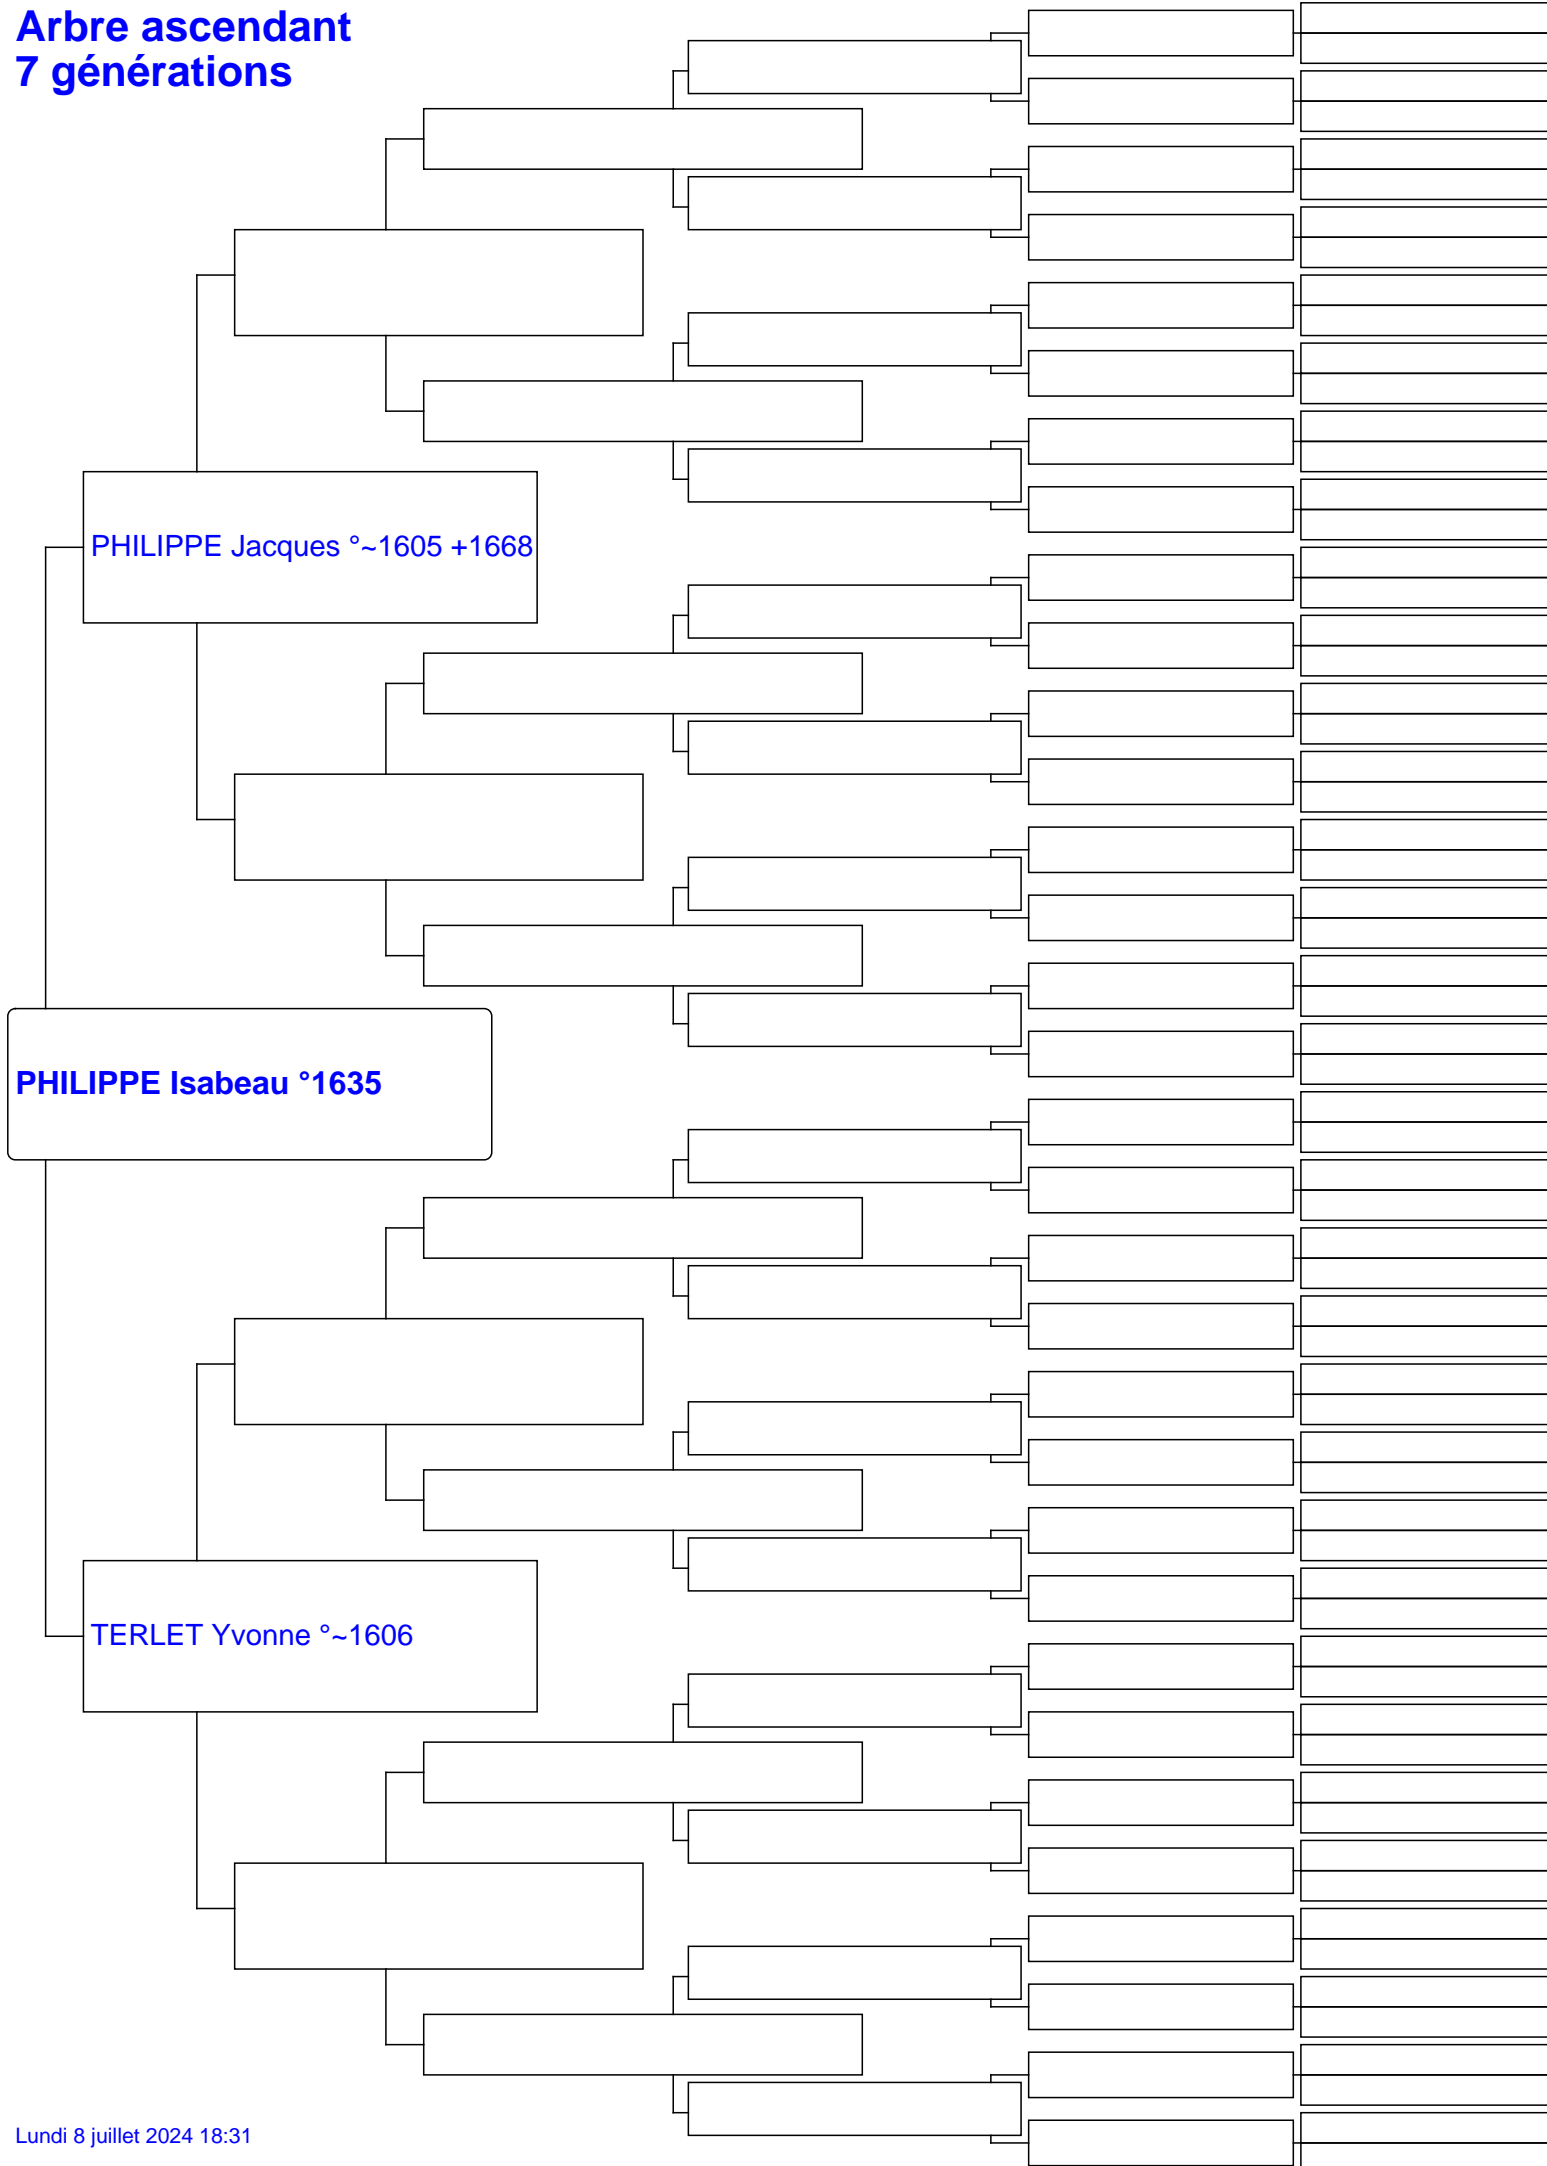 Arbre ascendant
7 générations
PHILIPPE Jacques °~1605 +1668
PHILIPPE Isabeau °1635
TERLET Yvonne °~1606
Lundi 8 juillet 2024 18:31